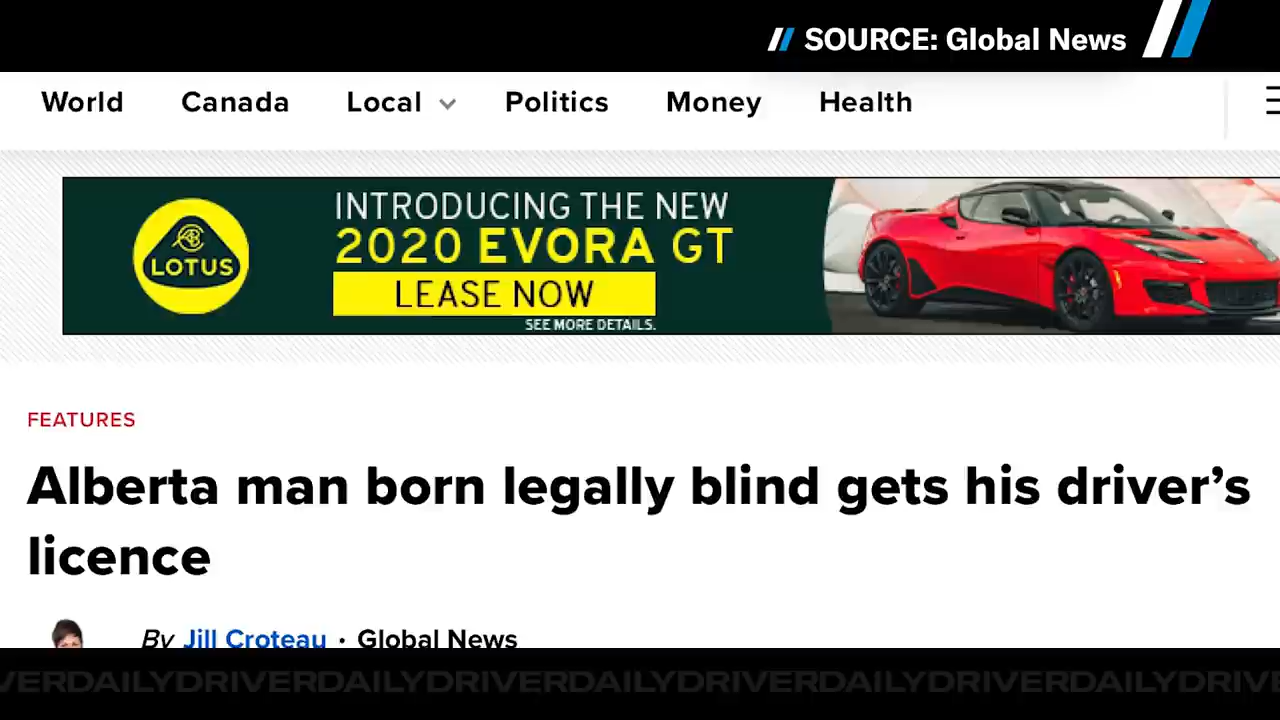 // SOURCE: Global News //
World Canada Local Politics Money Health
INTRODUCING THE NEW
2020 EVORA GT
LOTUS
LEASE NOW
SEE MORE DETAILS.
FEATURES
Alberta man born legally blind gets his driver’s
licence
By Jill Croteau · Global News
VERDAILYDRIVERDAILYDRIVERDAILYDRIVERDAILYDRIVE